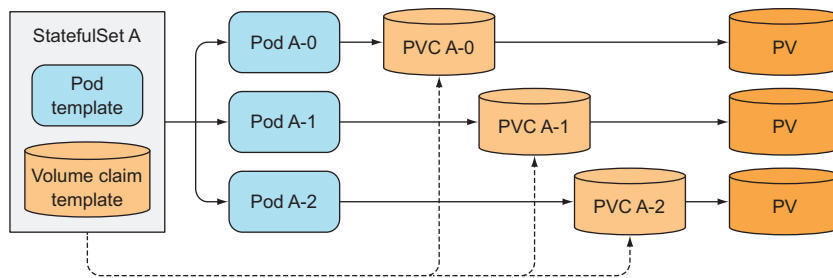 StatefulSet A
Pod
template
Volume claim
template
Pod A-0
PVC A-0
PV
Pod A-1
PVC A-1
PV
Pod A-2
PVC A-2
PV